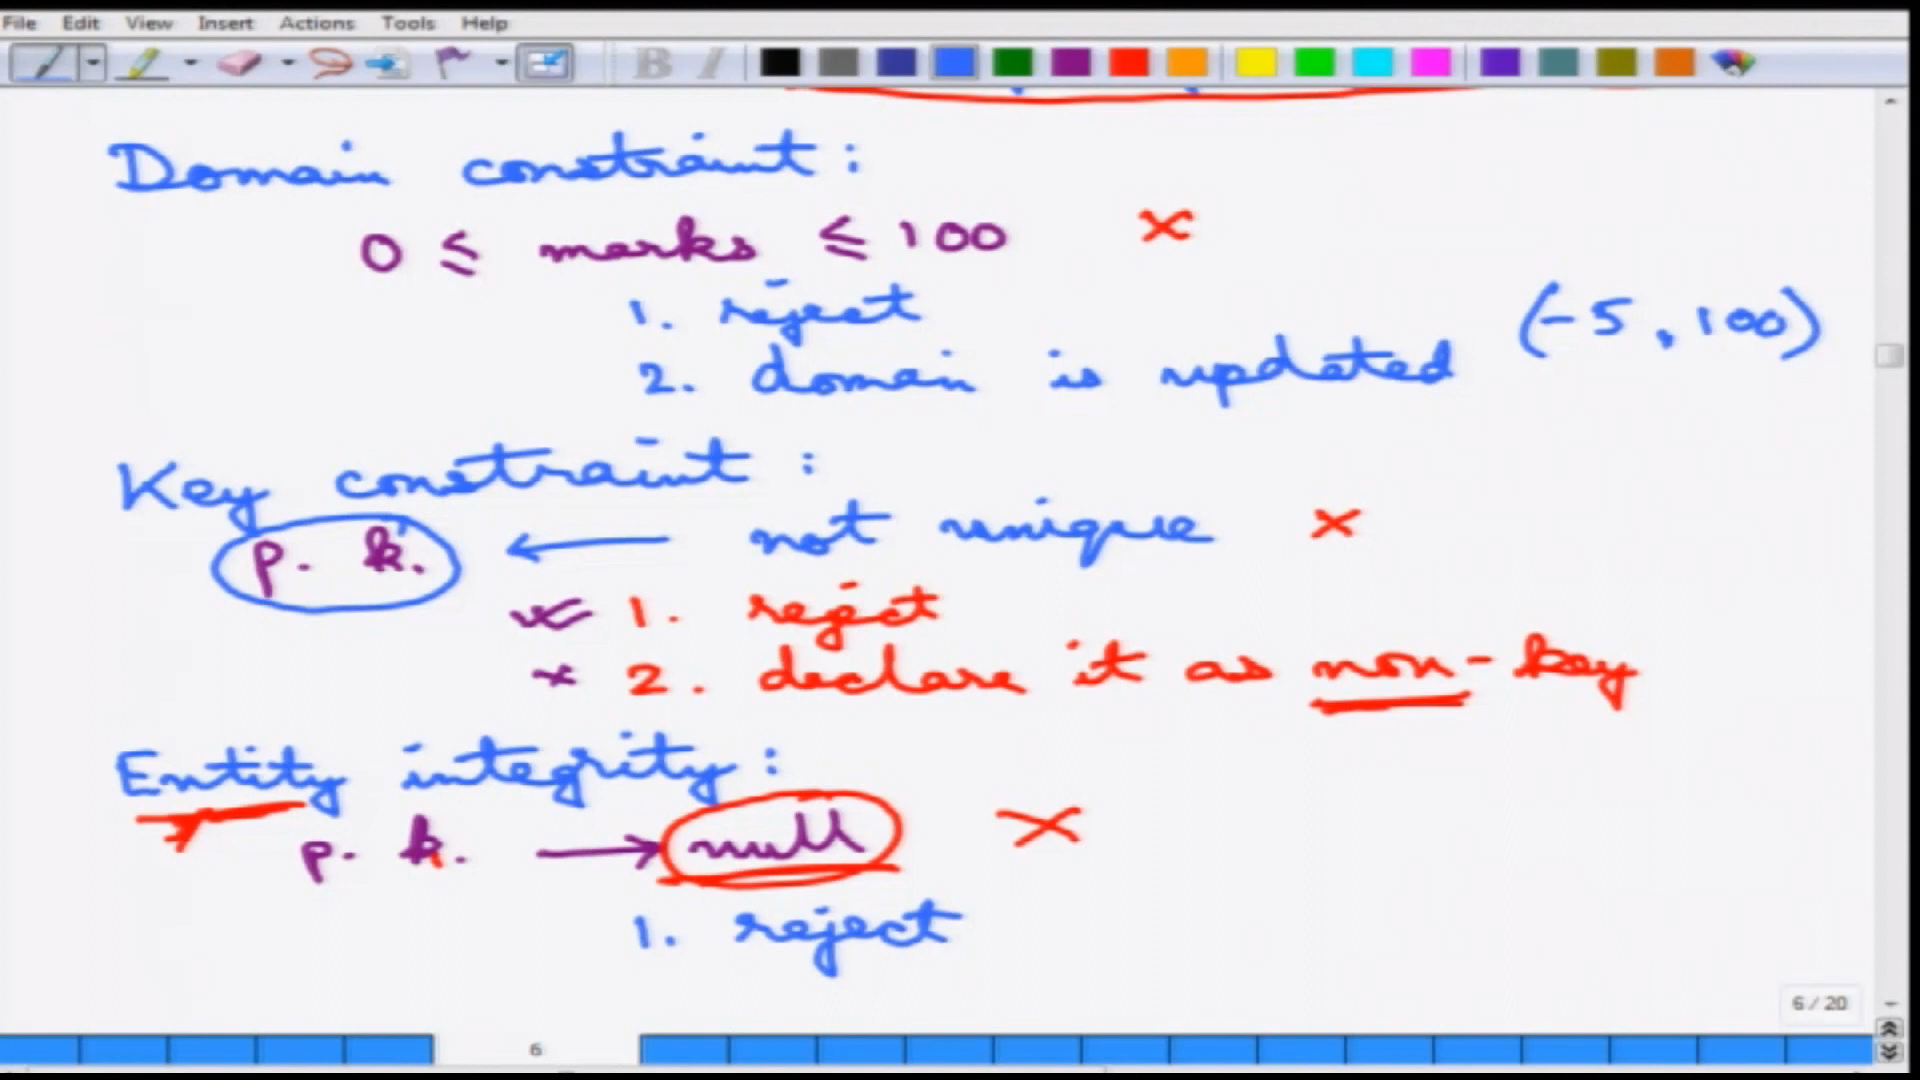 File Edit View Insert Actions Tools Help
B I
Domain constraint:
0 ≤ marks ≤ 100 ×
1. reject
2. domain is updated (-5, 100)
Key constraint:
p. k. ← not unique ×
1. reject
× 2. declare it as non-key
Entity integrity:
p. k. → null ×
1. reject
6 / 20
6